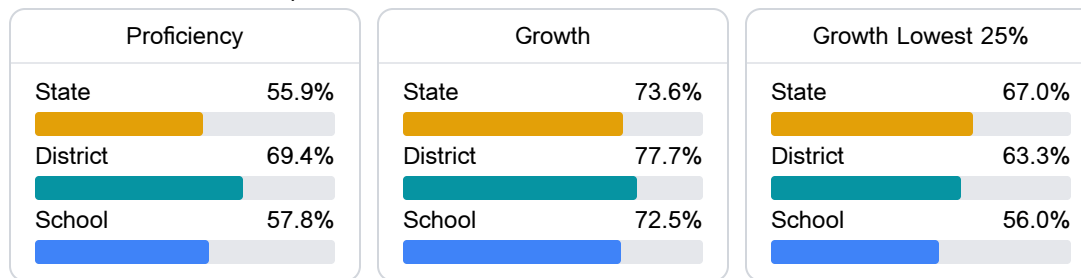 Proficiency
State 55.9%
District 69.4%
School 57.8%
Growth
State 73.6%
District 77.7%
School 72.5%
Growth Lowest 25%
State 67.0%
District 63.3%
School 56.0%